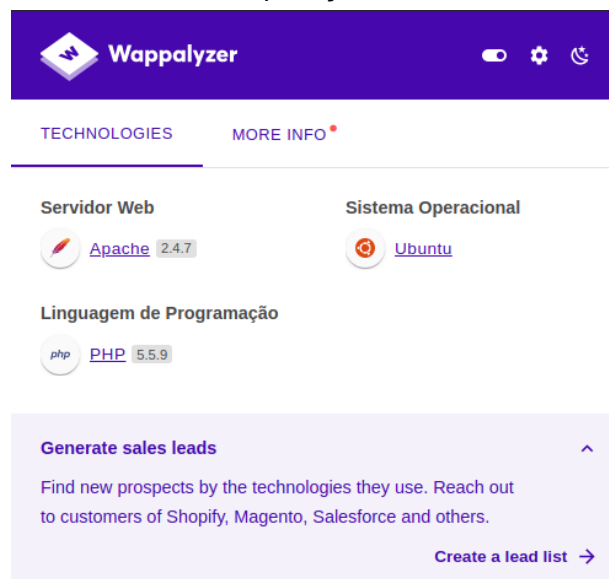 Wappalyzer
TECHNOLOGIES
MORE INFO
Servidor Web
Apache 2.4.7
Sistema Operacional
Ubuntu
Linguagem de Programação
php PHP 5.5.9
Generate sales leads
Find new prospects by the technologies they use. Reach out
to customers of Shopify, Magento, Salesforce and others.
Create a lead list →